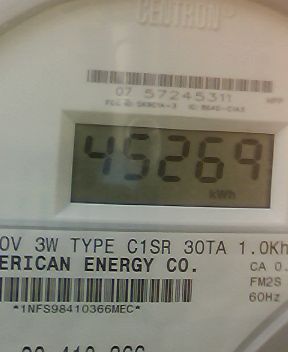 CENTRON
07 57245311
45269
kWh
0V 3W TYPE C1SR 30TA 1.0Kh
ERICAN ENERGY CO.
CA 0.
FM2S
60Hz
*1NFS98410366MEC*